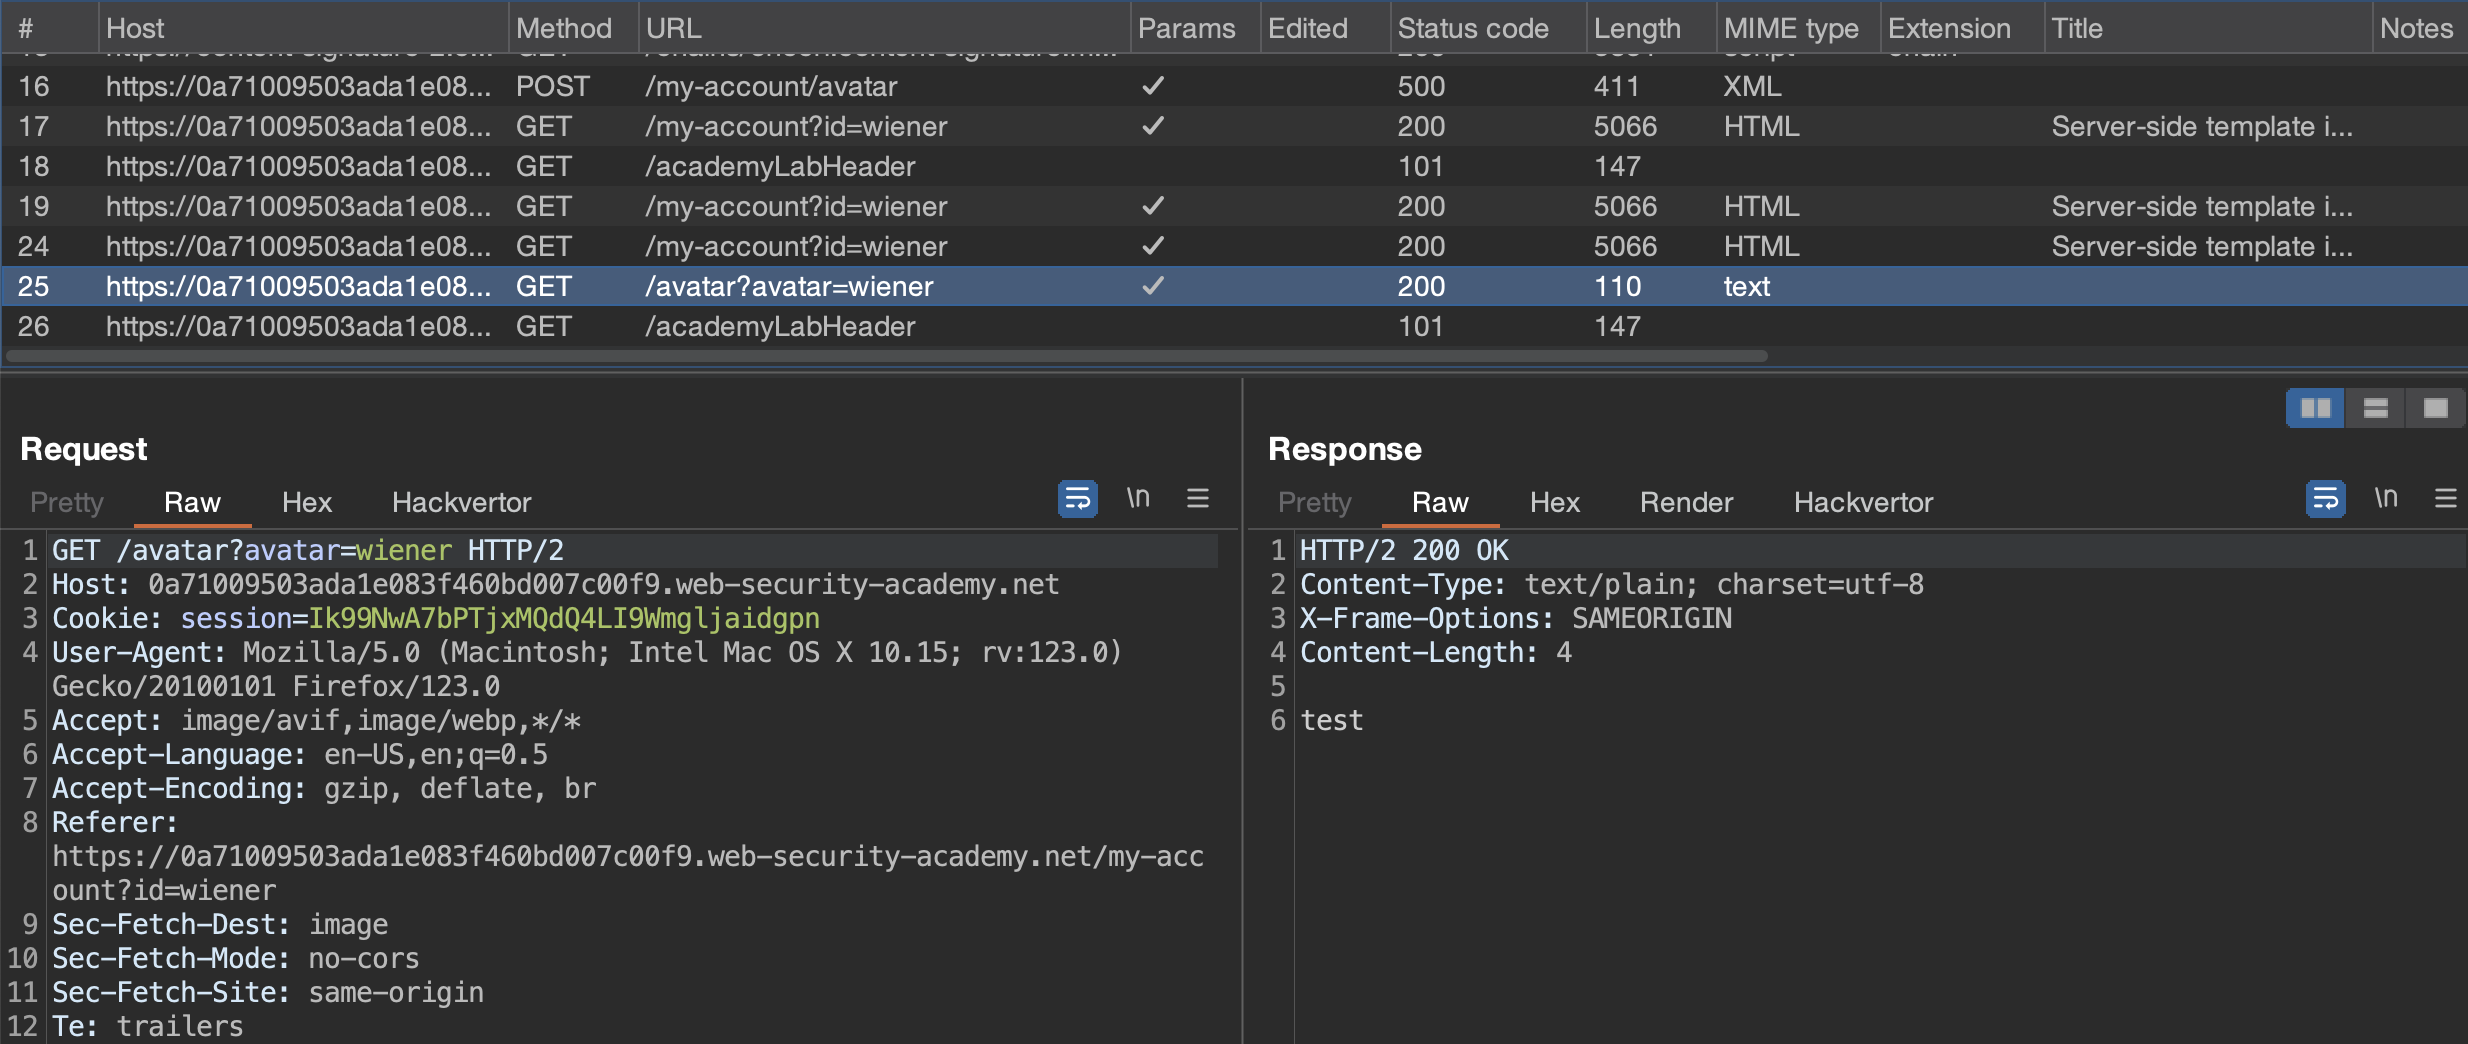 # Host Method URL Params Edited Status code Length MIME type Extension Title Notes
16 https://0a71009503ada1e08... POST /my-account/avatar ✓ 500 411 XML
17 https://0a71009503ada1e08... GET /my-account?id=wiener ✓ 200 5066 HTML Server-side template i...
18 https://0a71009503ada1e08... GET /academyLabHeader 101 147
19 https://0a71009503ada1e08... GET /my-account?id=wiener ✓ 200 5066 HTML Server-side template i...
24 https://0a71009503ada1e08... GET /my-account?id=wiener ✓ 200 5066 HTML Server-side template i...
25 https://0a71009503ada1e08... GET /avatar?avatar=wiener ✓ 200 110 text
26 https://0a71009503ada1e08... GET /academyLabHeader 101 147
Request
Pretty Raw Hex Hackvertor \n
1 GET /avatar?avatar=wiener HTTP/2
2 Host: 0a71009503ada1e083f460bd007c00f9.web-security-academy.net
3 Cookie: session=Ik99NwA7bPTjxMQdQ4LI9Wmgljaidgpn
4 User-Agent: Mozilla/5.0 (Macintosh; Intel Mac OS X 10.15; rv:123.0)
Gecko/20100101 Firefox/123.0
5 Accept: image/avif,image/webp,*/*
6 Accept-Language: en-US,en;q=0.5
7 Accept-Encoding: gzip, deflate, br
8 Referer:
https://0a71009503ada1e083f460bd007c00f9.web-security-academy.net/my-acc
ount?id=wiener
9 Sec-Fetch-Dest: image
10 Sec-Fetch-Mode: no-cors
11 Sec-Fetch-Site: same-origin
12 Te: trailers
Response
Pretty Raw Hex Render Hackvertor \n
1 HTTP/2 200 OK
2 Content-Type: text/plain; charset=utf-8
3 X-Frame-Options: SAMEORIGIN
4 Content-Length: 4
5
6 test